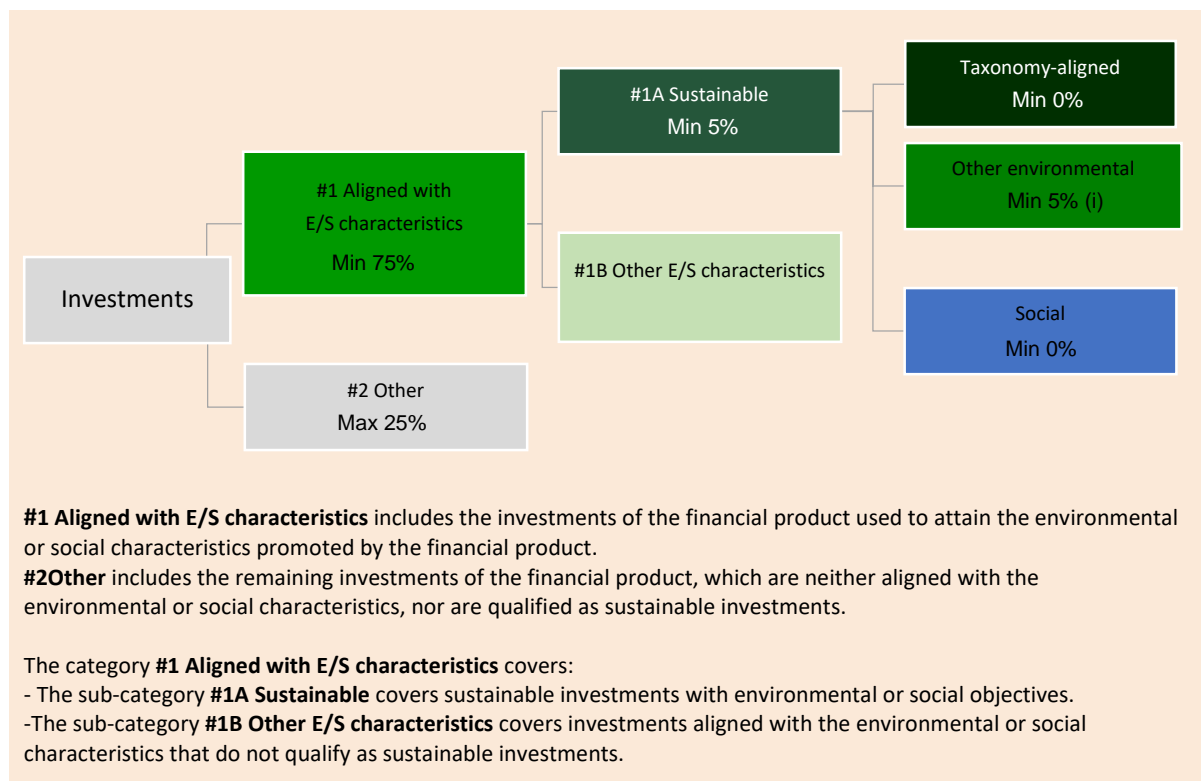 Investments
#1 Aligned with
E/S characteristics
Min 75%
#2 Other
Max 25%
#1A Sustainable
Min 5%
#1B Other E/S characteristics
Taxonomy-aligned
Min 0%
Other environmental
Min 5% (i)
Social
Min 0%
#1 Aligned with E/S characteristics includes the investments of the financial product used to attain the environmental
or social characteristics promoted by the financial product.
#2Other includes the remaining investments of the financial product, which are neither aligned with the
environmental or social characteristics, nor are qualified as sustainable investments.
The category #1 Aligned with E/S characteristics covers:
- The sub-category #1A Sustainable covers sustainable investments with environmental or social objectives.
-The sub-category #1B Other E/S characteristics covers investments aligned with the environmental or social
characteristics that do not qualify as sustainable investments.